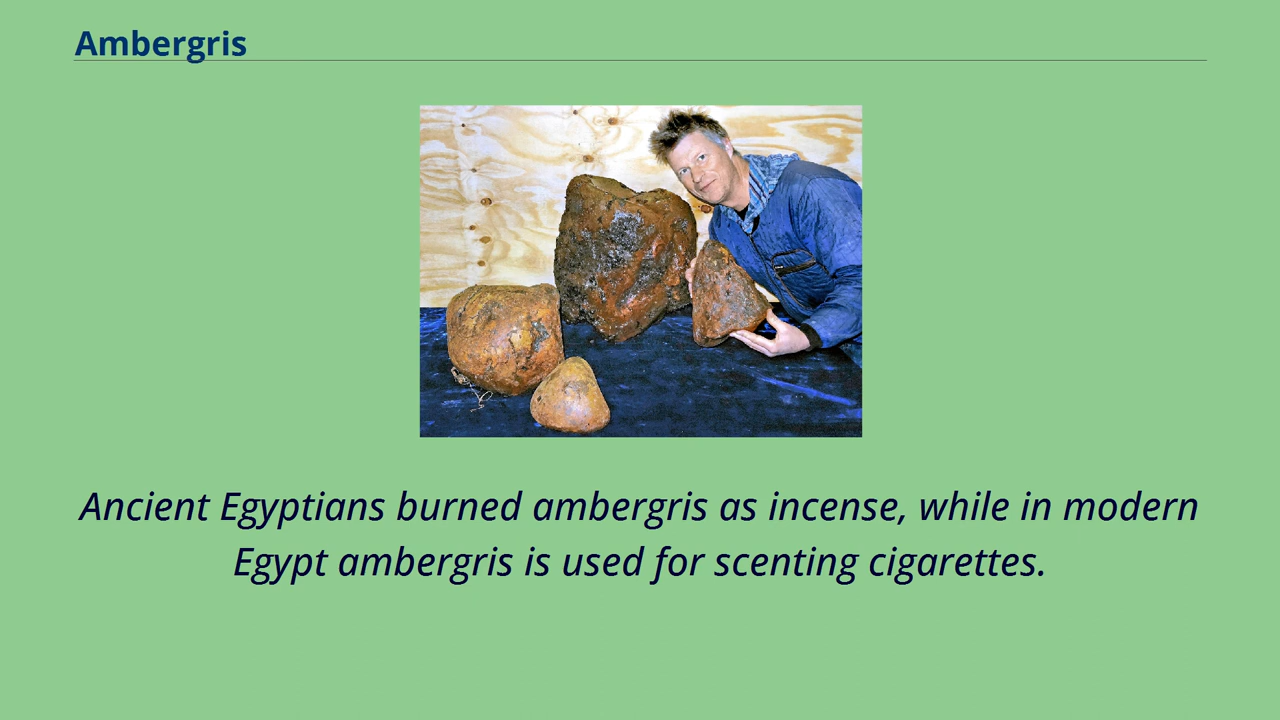 Ambergris
Ancient Egyptians burned ambergris as incense, while in modern
Egypt ambergris is used for scenting cigarettes.